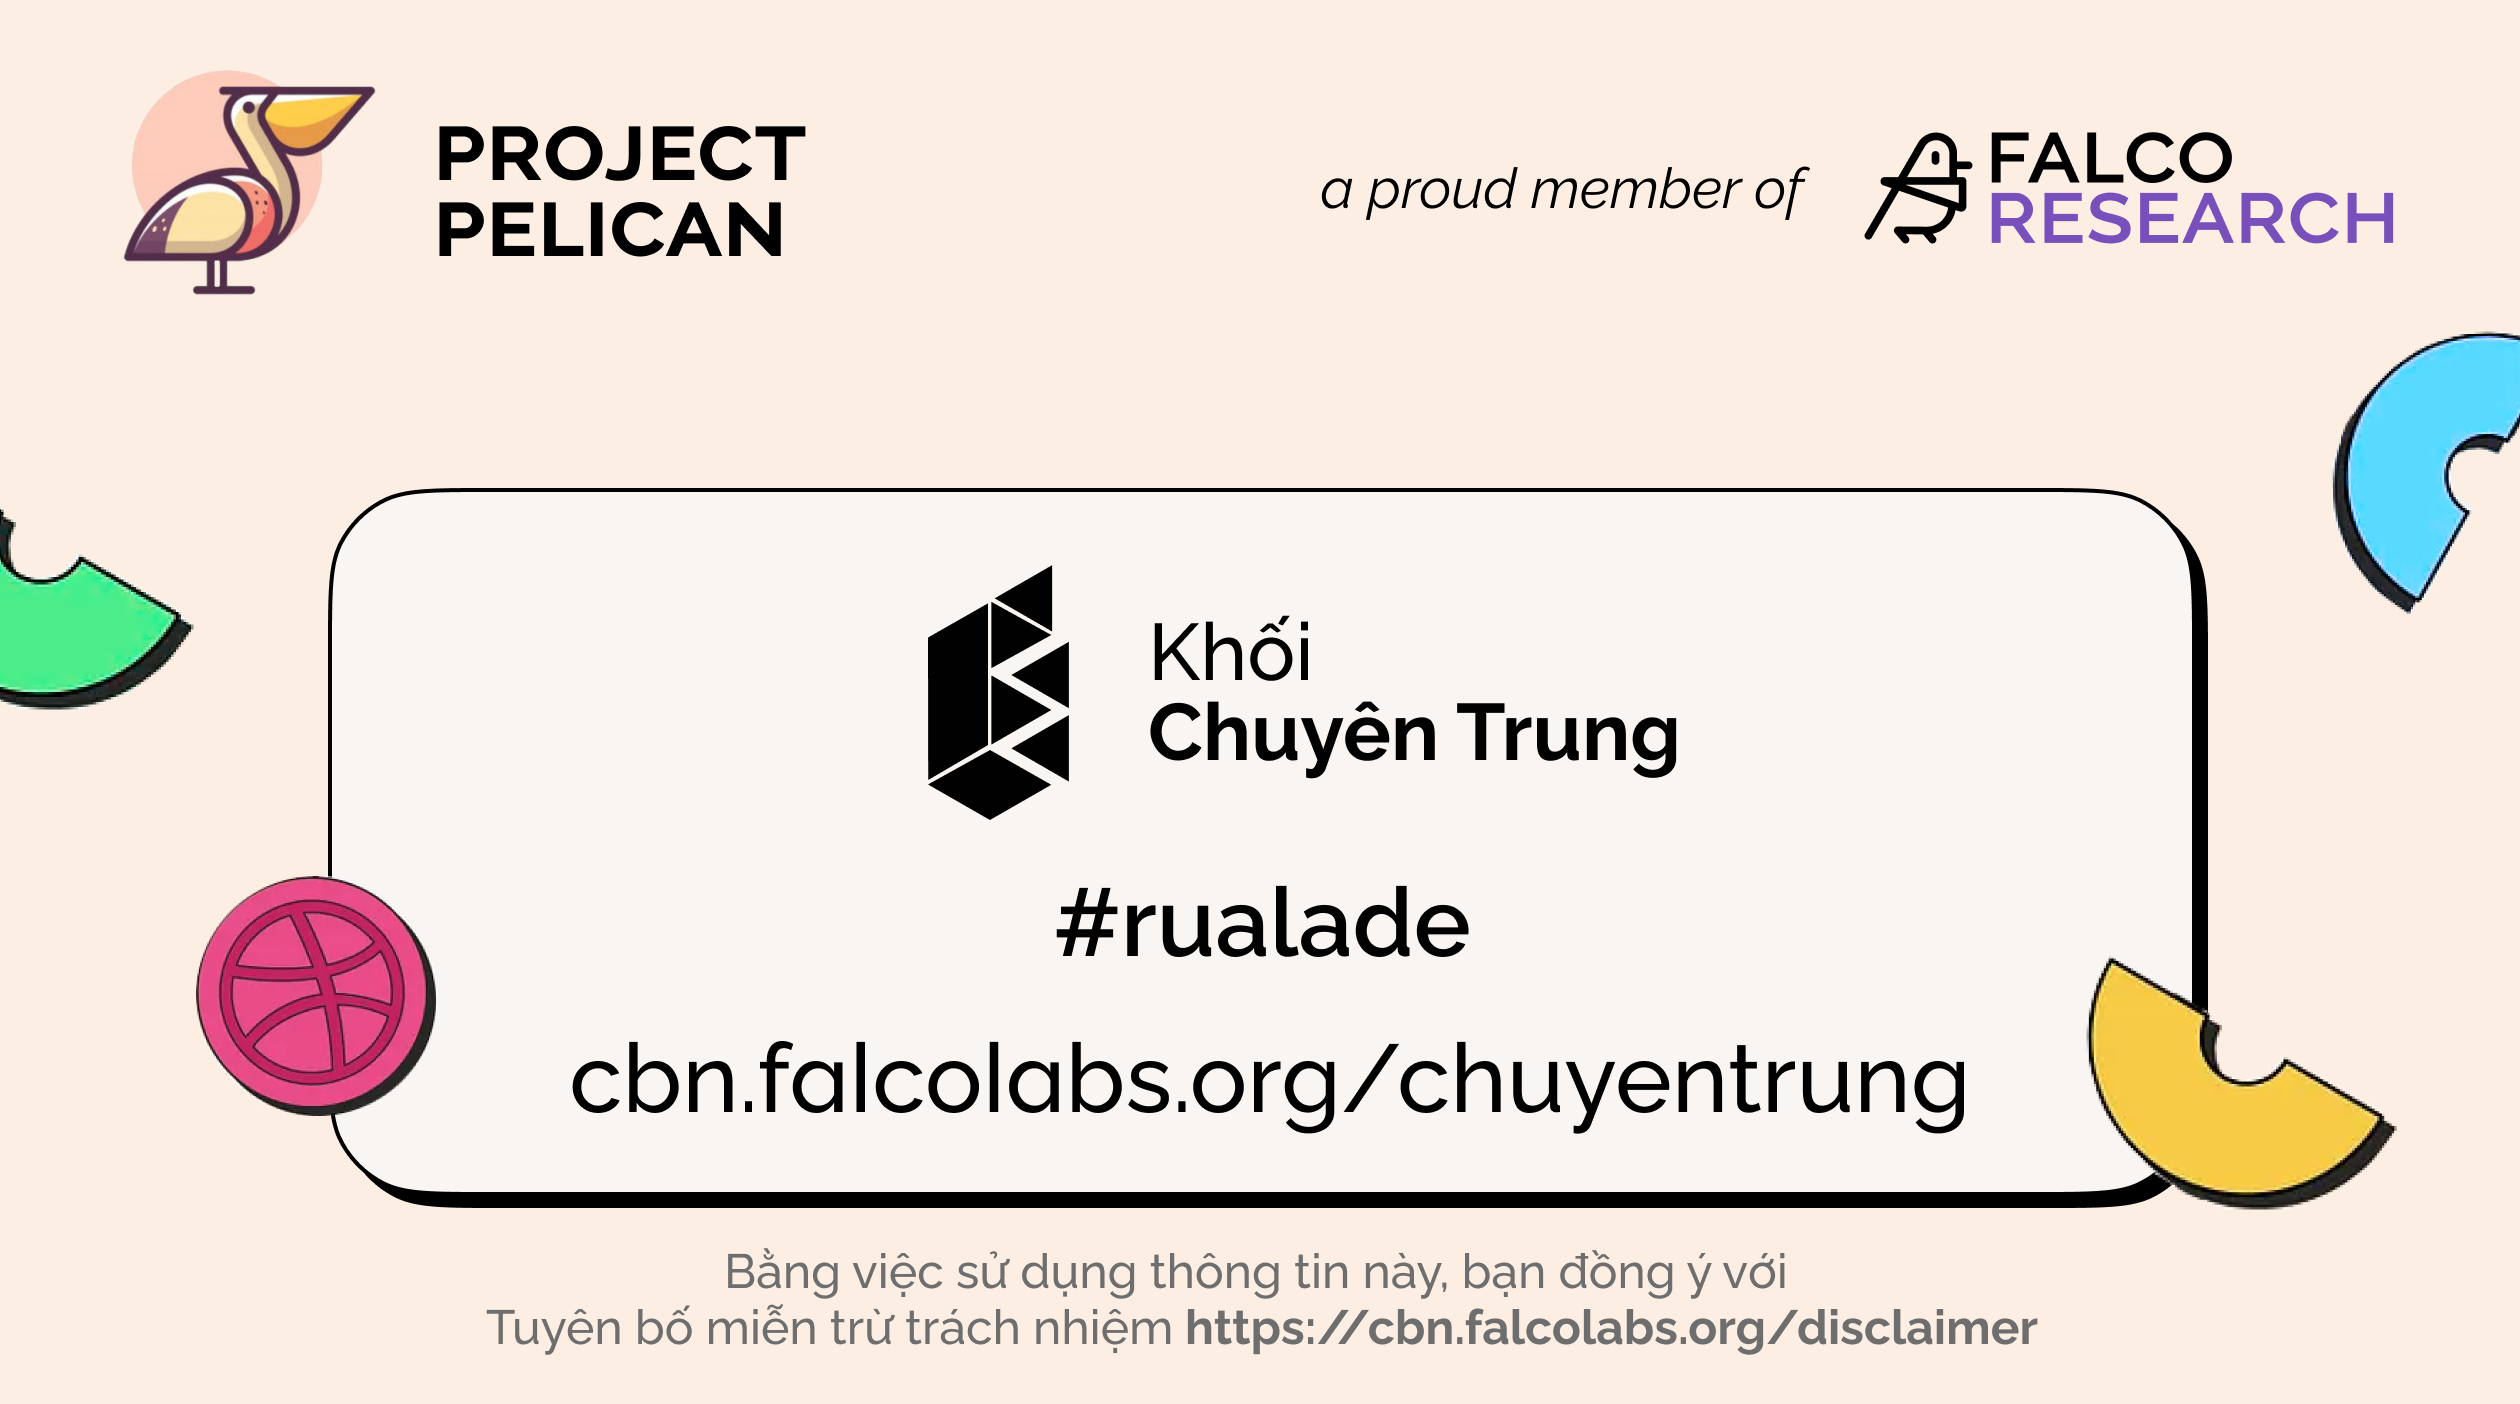 PROJECT
PELICAN
a proud member of
FALCO
RESEARCH
Khối
Chuyên Trung
#rualade
cbn.falcolabs.org/chuyentrung
Bằng việc sử dụng thông tin này, bạn đồng ý với
Tuyên bố miễn trừ trách nhiệm https://cbn.falcolabs.org/disclaimer